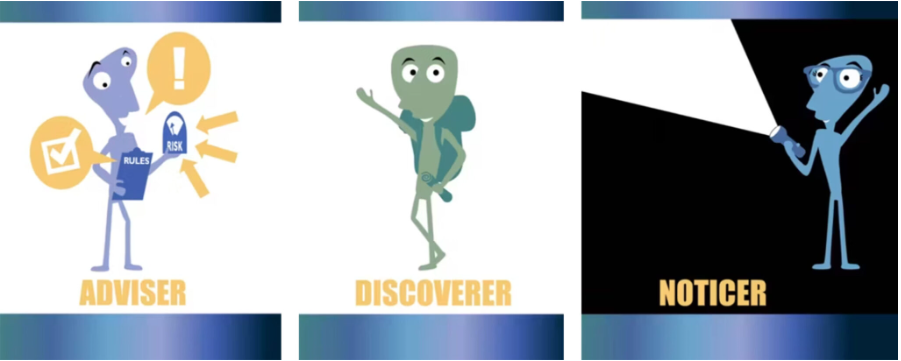 !
RULES
RISK
ADVISER
DISCOVERER
NOTICER